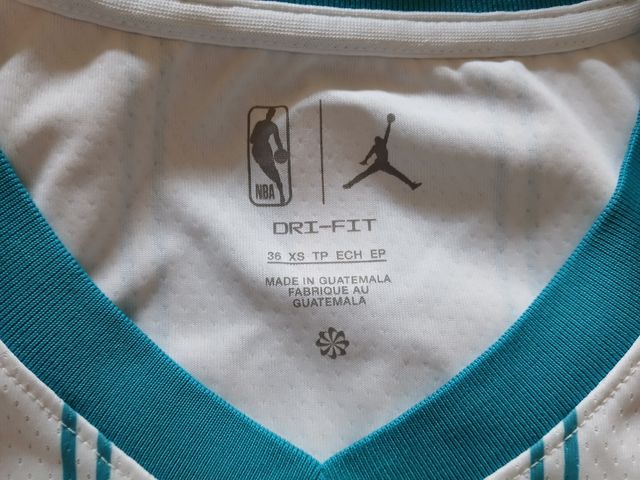 NBA
DRI-FIT
36 XS TP ECH EP
MADE IN GUATEMALA
FABRIQUE AU
GUATEMALA